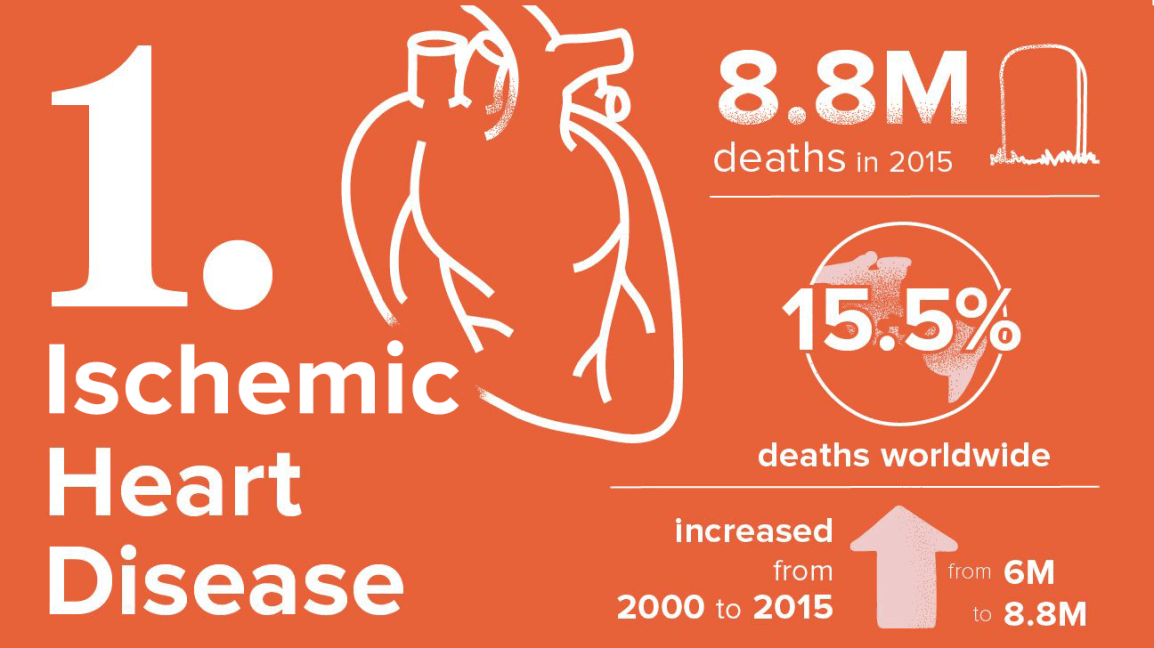 1.
Ischemic
Heart
Disease
8.8M
deaths in 2015
15.5%
deaths worldwide
increased
from
2000 to 2015
from 6M
to 8.8M